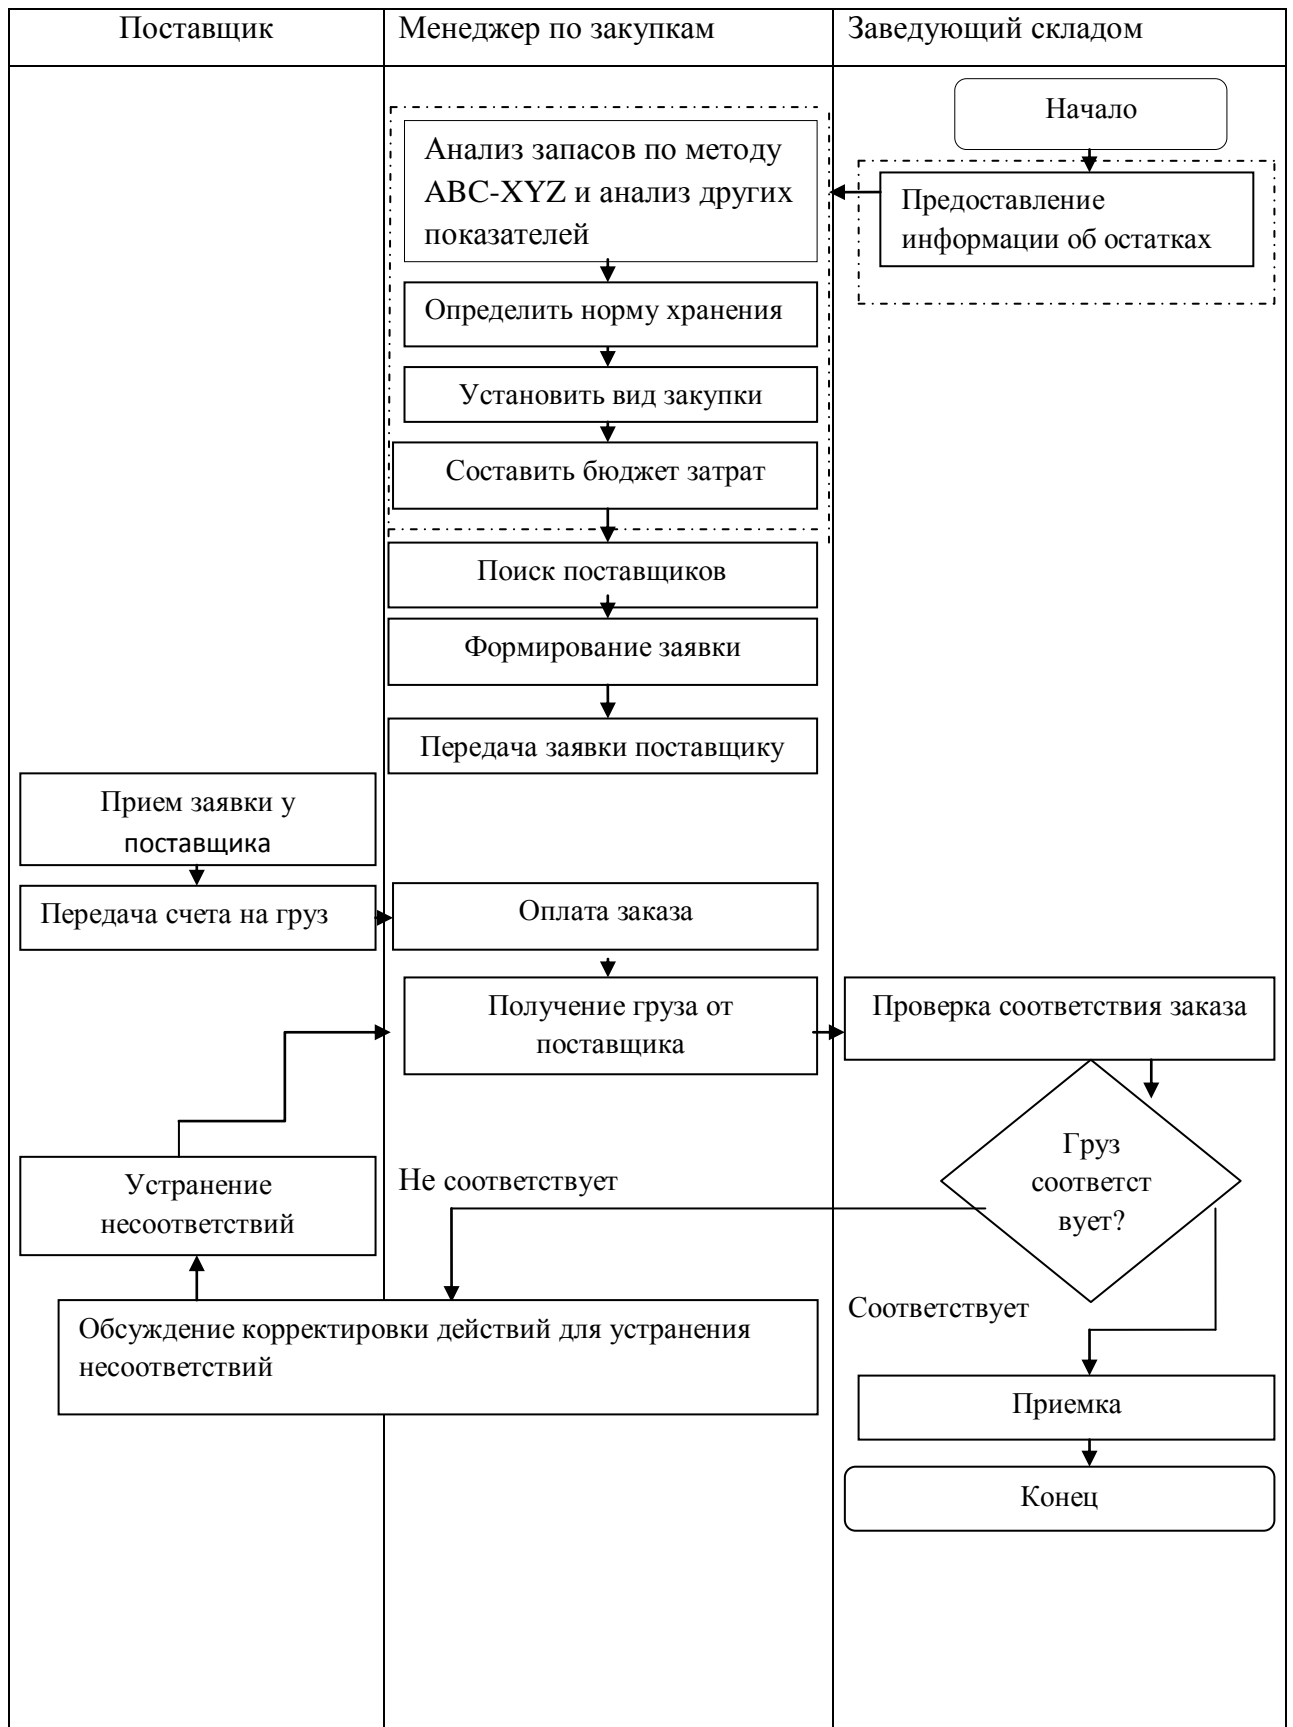 Поставщик
Менеджер по закупкам
Заведующий складом
Начало
Предоставление
информации об остатках
Анализ запасов по методу
ABC-XYZ и анализ других
показателей
Определить норму хранения
Установить вид закупки
Составить бюджет затрат
Поиск поставщиков
Формирование заявки
Передача заявки поставщику
Прием заявки у
поставщика
Передача счета на груз
Оплата заказа
Получение груза от
поставщика
Проверка соответствия заказа
Груз
соответст
вует?
Не соответствует
Устранение
несоответствий
Обсуждение корректировки действий для устранения
несоответствий
Соответствует
Приемка
Конец